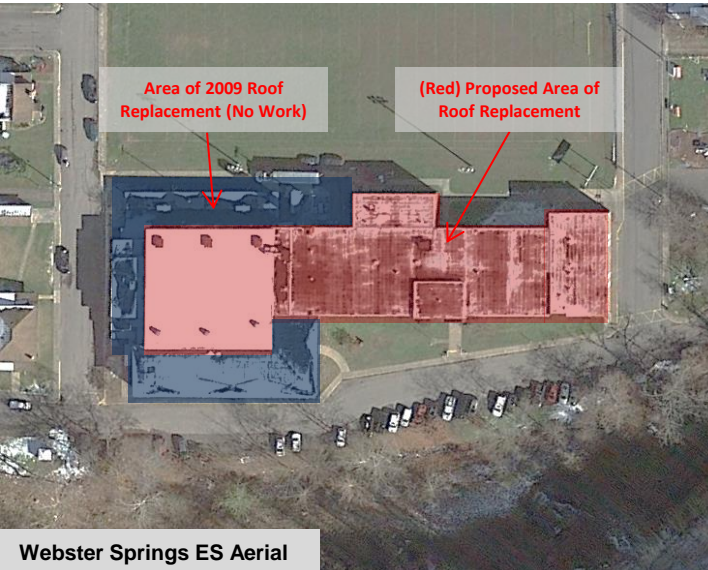 Area of 2009 Roof
Replacement (No Work)
(Red) Proposed Area of
Roof Replacement
Webster Springs ES Aerial